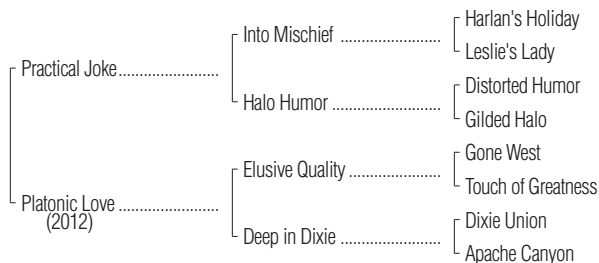 Harlan's Holiday
Into Mischief ........................
Leslie's Lady
Practical Joke........................
Distorted Humor
Halo Humor ..........................
Gilded Halo
Gone West
Elusive Quality ......................
Touch of Greatness
Platonic Love ........................
(2012)
Dixie Union
Deep in Dixie ........................
Apache Canyon